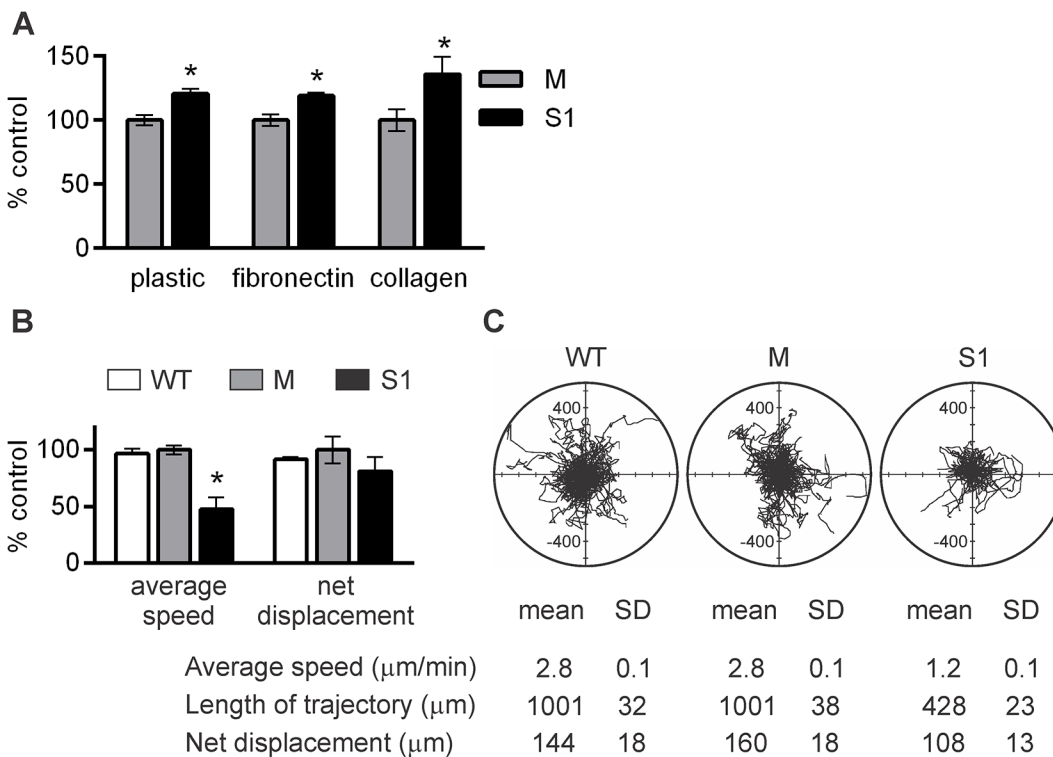 A
150
100
50
0
% control
* * *
M
S1
plastic fibronectin collagen
B
WT M S1
100
50
0
% control
*
average speed
net displacement
C
WT M S1
400 400 400
-400 -400 -400
mean SD mean SD mean SD
Average speed (μm/min) 2.8 0.1 2.8 0.1 1.2 0.1
Length of trajectory (μm) 1001 32 1001 38 428 23
Net displacement (μm) 144 18 160 18 108 13